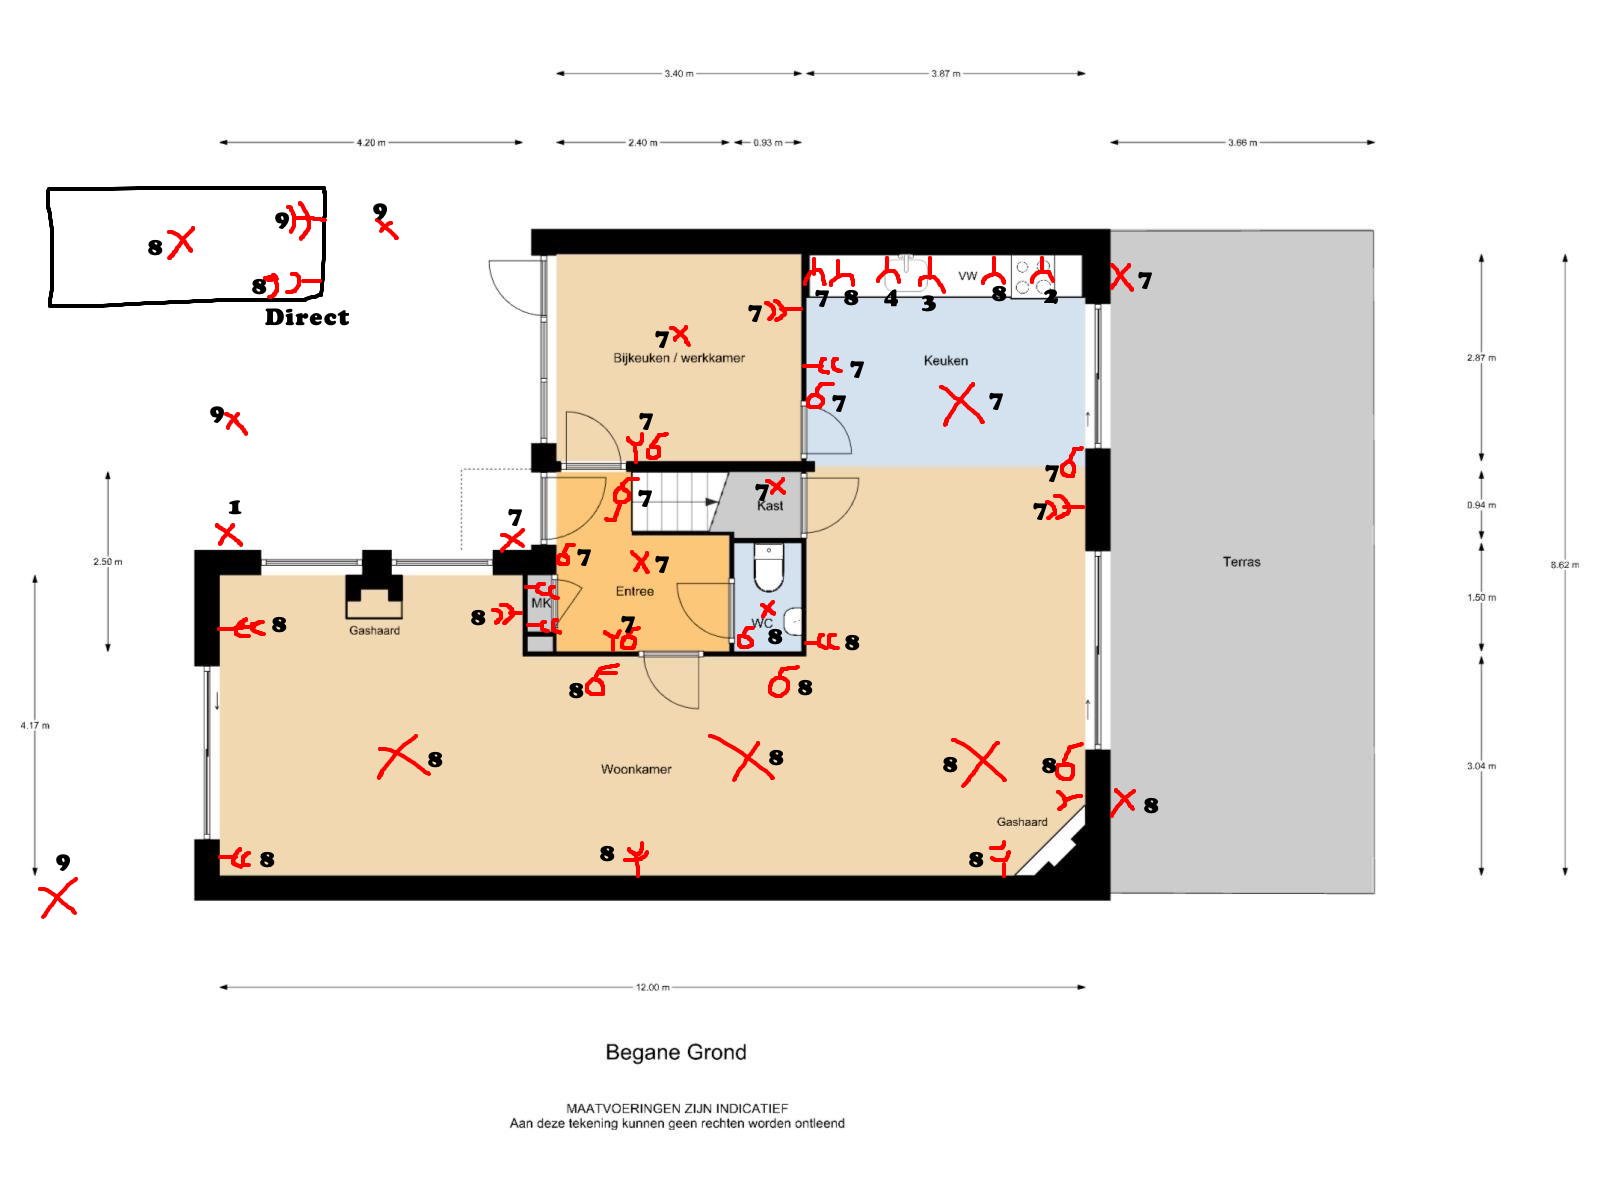 3.40 m
3.87 m
4.20 m
2.40 m
0.93 m
3.66 m
9
9
8
8
Direct
7
7
8
4
3
VW
8
2
7
7
Bijkeuken / werkkamer
7
Keuken
7
7
7
2.87 m
9
7
7
7
7
Kast
7
0.94 m
1
7
2.50 m
7
7
Entree
MK
8
7
WC
8
8
Terras
8.62 m
1.50 m
8
Gashaard
8
8
4.17 m
8
Woonkamer
8
8
8
3.04 m
8
Gashaard
8
8
8
9
12.00 m
Begane Grond
MAATVOERINGEN ZIJN INDICATIEF
Aan deze tekening kunnen geen rechten worden ontleend